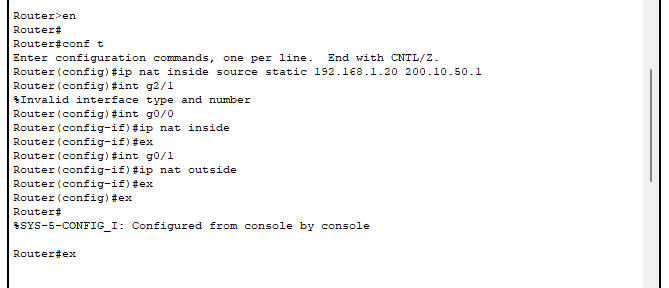 Router>en
Router#
Router#conf t
Enter configuration commands, one per line.  End with CNTL/Z.
Router(config)#ip nat inside source static 192.168.1.20 200.10.50.1
Router(config)#int g2/1
%Invalid interface type and number
Router(config)#int g0/0
Router(config-if)#ip nat inside
Router(config-if)#ex
Router(config)#int g0/1
Router(config-if)#ip nat outside
Router(config-if)#ex
Router(config)#ex
Router#
%SYS-5-CONFIG_I: Configured from console by console
Router#ex